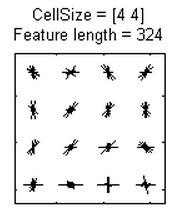 CellSize = [4 4]
Feature length = 324